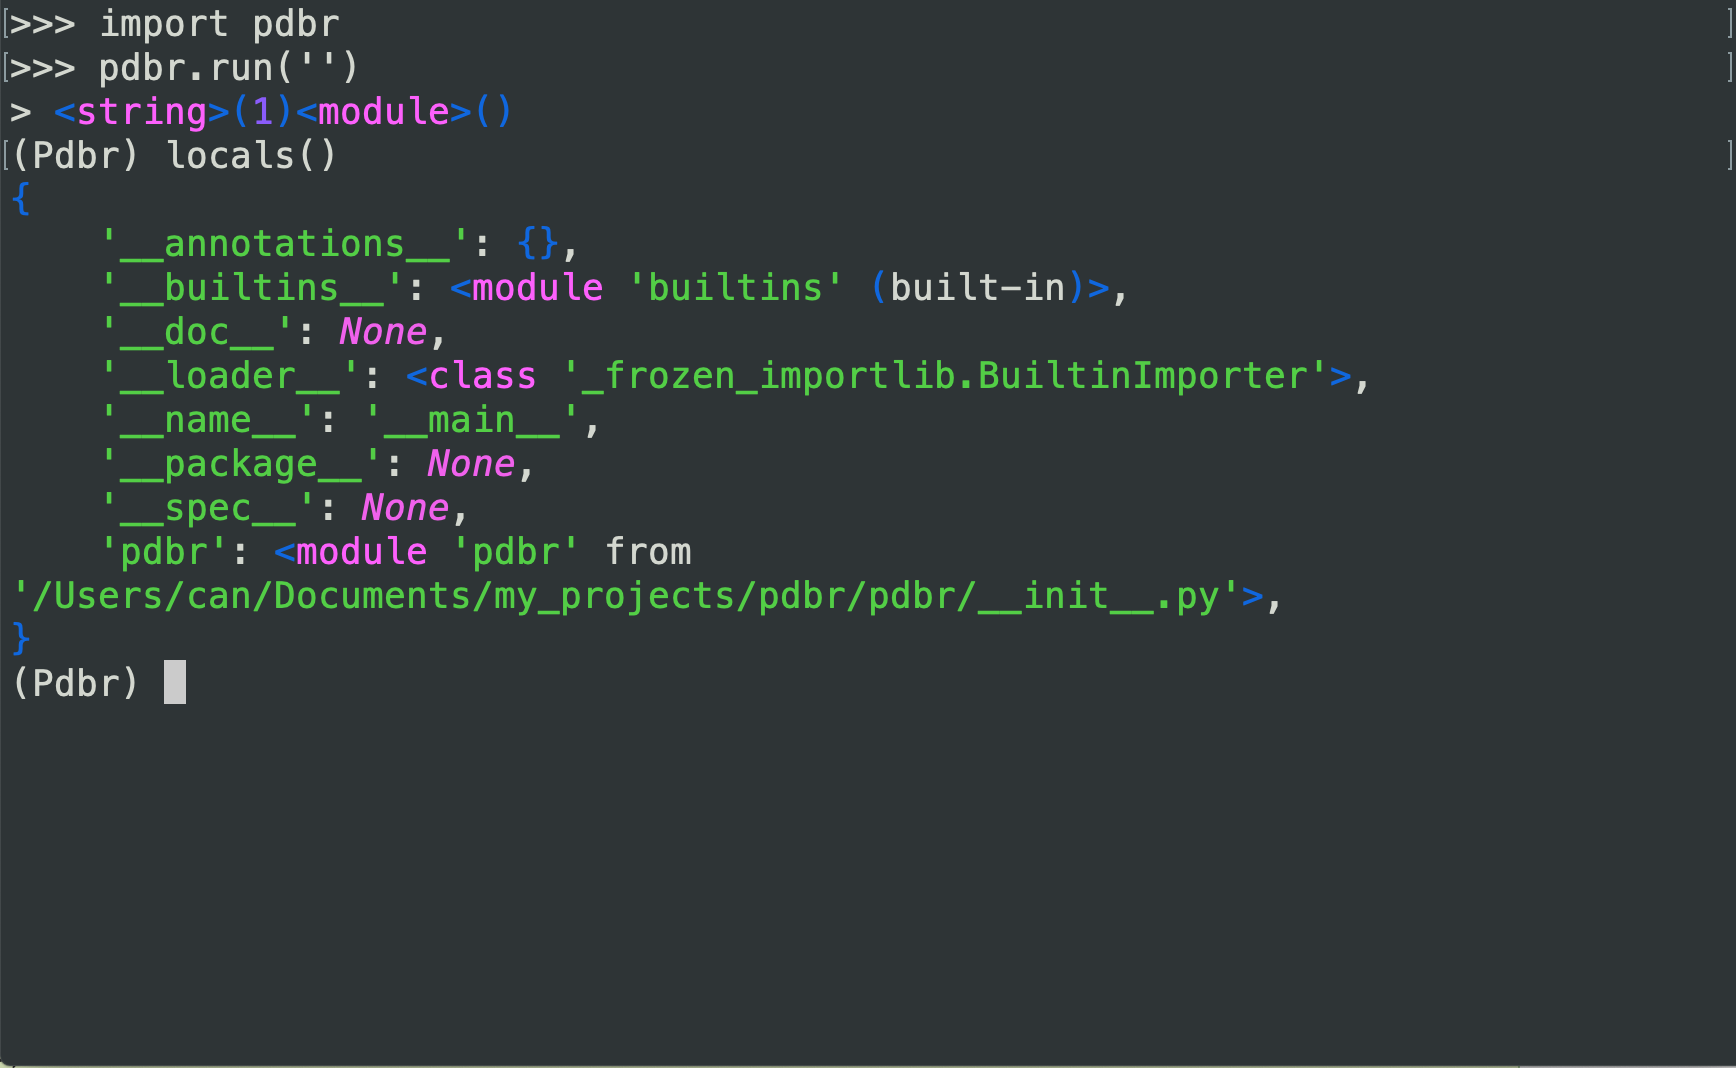 >>> import pdbr
>>> pdbr.run('')
> <string>(1)<module>()
(Pdbr) locals()
{
    '__annotations__': {},
    '__builtins__': <module 'builtins' (built-in)>,
    '__doc__': None,
    '__loader__': <class '_frozen_importlib.BuiltinImporter'>,
    '__name__': '__main__',
    '__package__': None,
    '__spec__': None,
    'pdbr': <module 'pdbr' from
'/Users/can/Documents/my_projects/pdbr/pdbr/__init__.py'>,
}
(Pdbr)